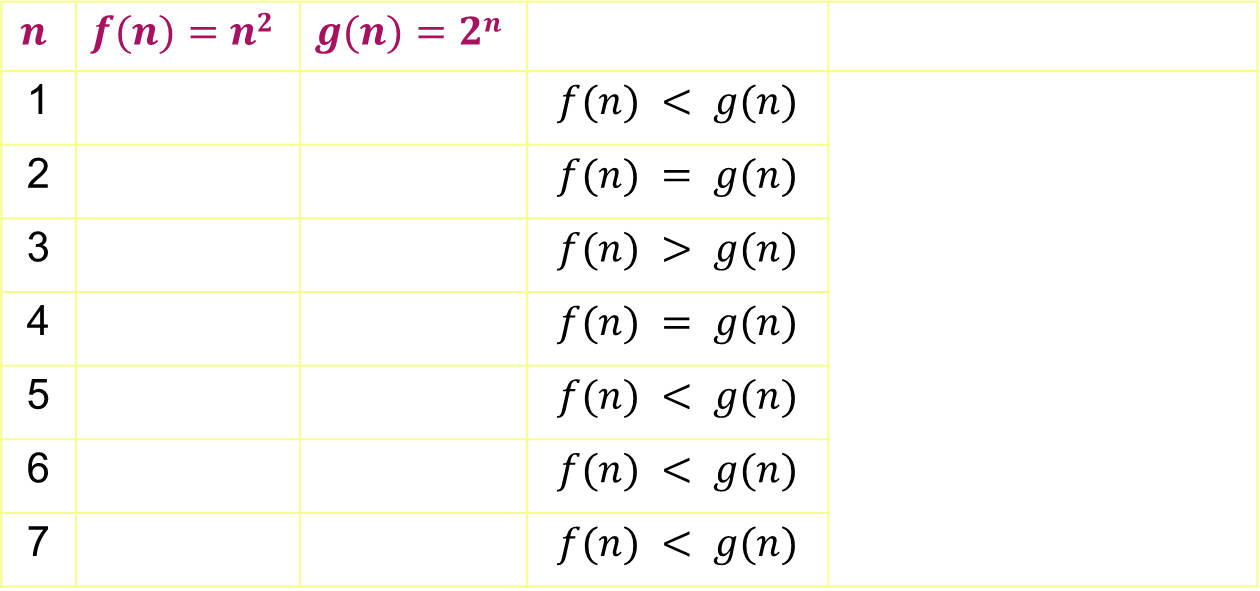 n f(n) = n² g(n) = 2ⁿ
1 f(n) < g(n)
2 f(n) = g(n)
3 f(n) > g(n)
4 f(n) = g(n)
5 f(n) < g(n)
6 f(n) < g(n)
7 f(n) < g(n)